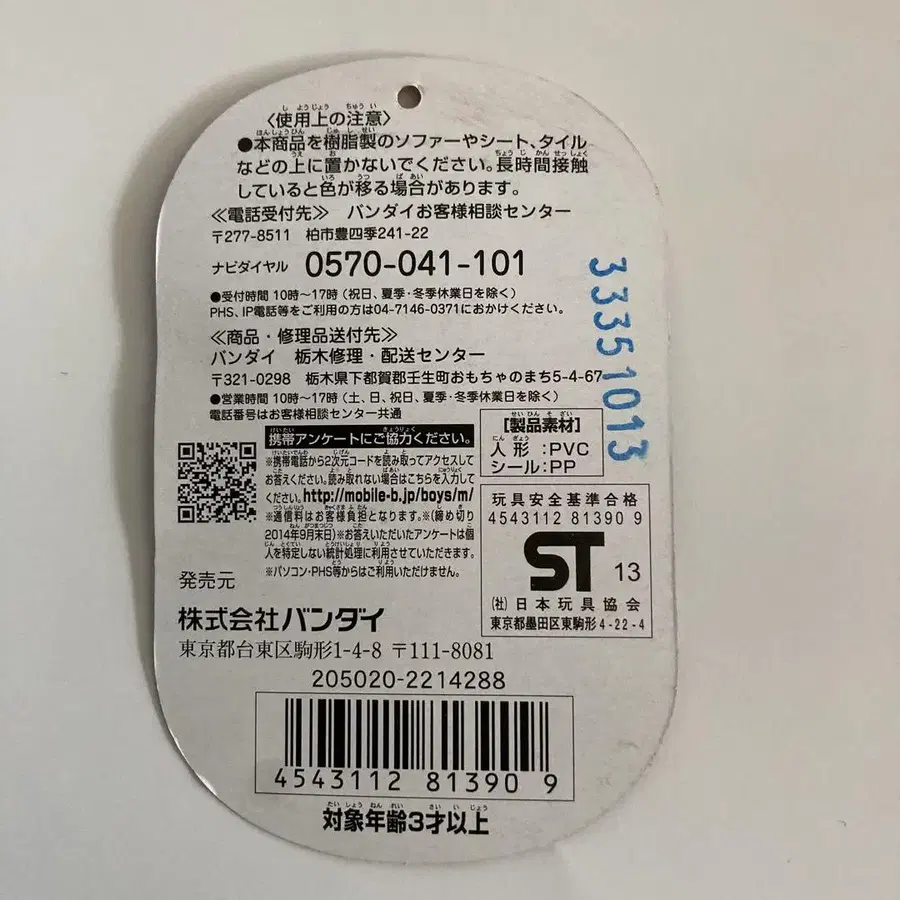 〈使用上の注意〉
●本商品を樹脂製のソファーやシート、タイル
などの上に置かないでください。長時間接触
していると色が移る場合があります。
≪電話受付先≫ バンダイお客様相談センター
〒277-8511 柏市豊四季241-22
ナビダイヤル 0570-041-101
●受付時間 10時〜17時 (祝日、夏季・冬季休業日を除く)
PHS、IP電話等をご利用の方は04-7146-0371におかけください。
≪商品・修理品送付先≫
バンダイ 栃木修理・配送センター
〒321-0298 栃木県下都賀郡壬生町おもちゃのまち5-4-67
●営業時間 10時〜17時 (土、日、祝日、夏季・冬季休業日を除く)
電話番号はお客様相談センター共通
33351013
携帯アンケートにご協力ください。
※携帯電話から2次元コードを読み取ってアクセスして
お答えください。読み取れない場合はこちらを入力して
ください。http://mobile-b.jp/boys/m/
※通信料はお客様負担となります。※(締め切り
2014年9月末日)※お答えいただいたアンケートは個
人を特定しない統計処理に利用させていただきます。
※パソコン・PHS等からはご利用いただけません。
[製品素材]
人形:PVC
シール:PP
玩具安全基準合格
4543112 81390 9
ST 13
(社)日本玩具協会
東京都墨田区東駒形4-22-4
発売元
株式会社バンダイ
東京都台東区駒形1-4-8 〒111-8081
205020-2214288
4543112 81390 9
対象年齢3才以上